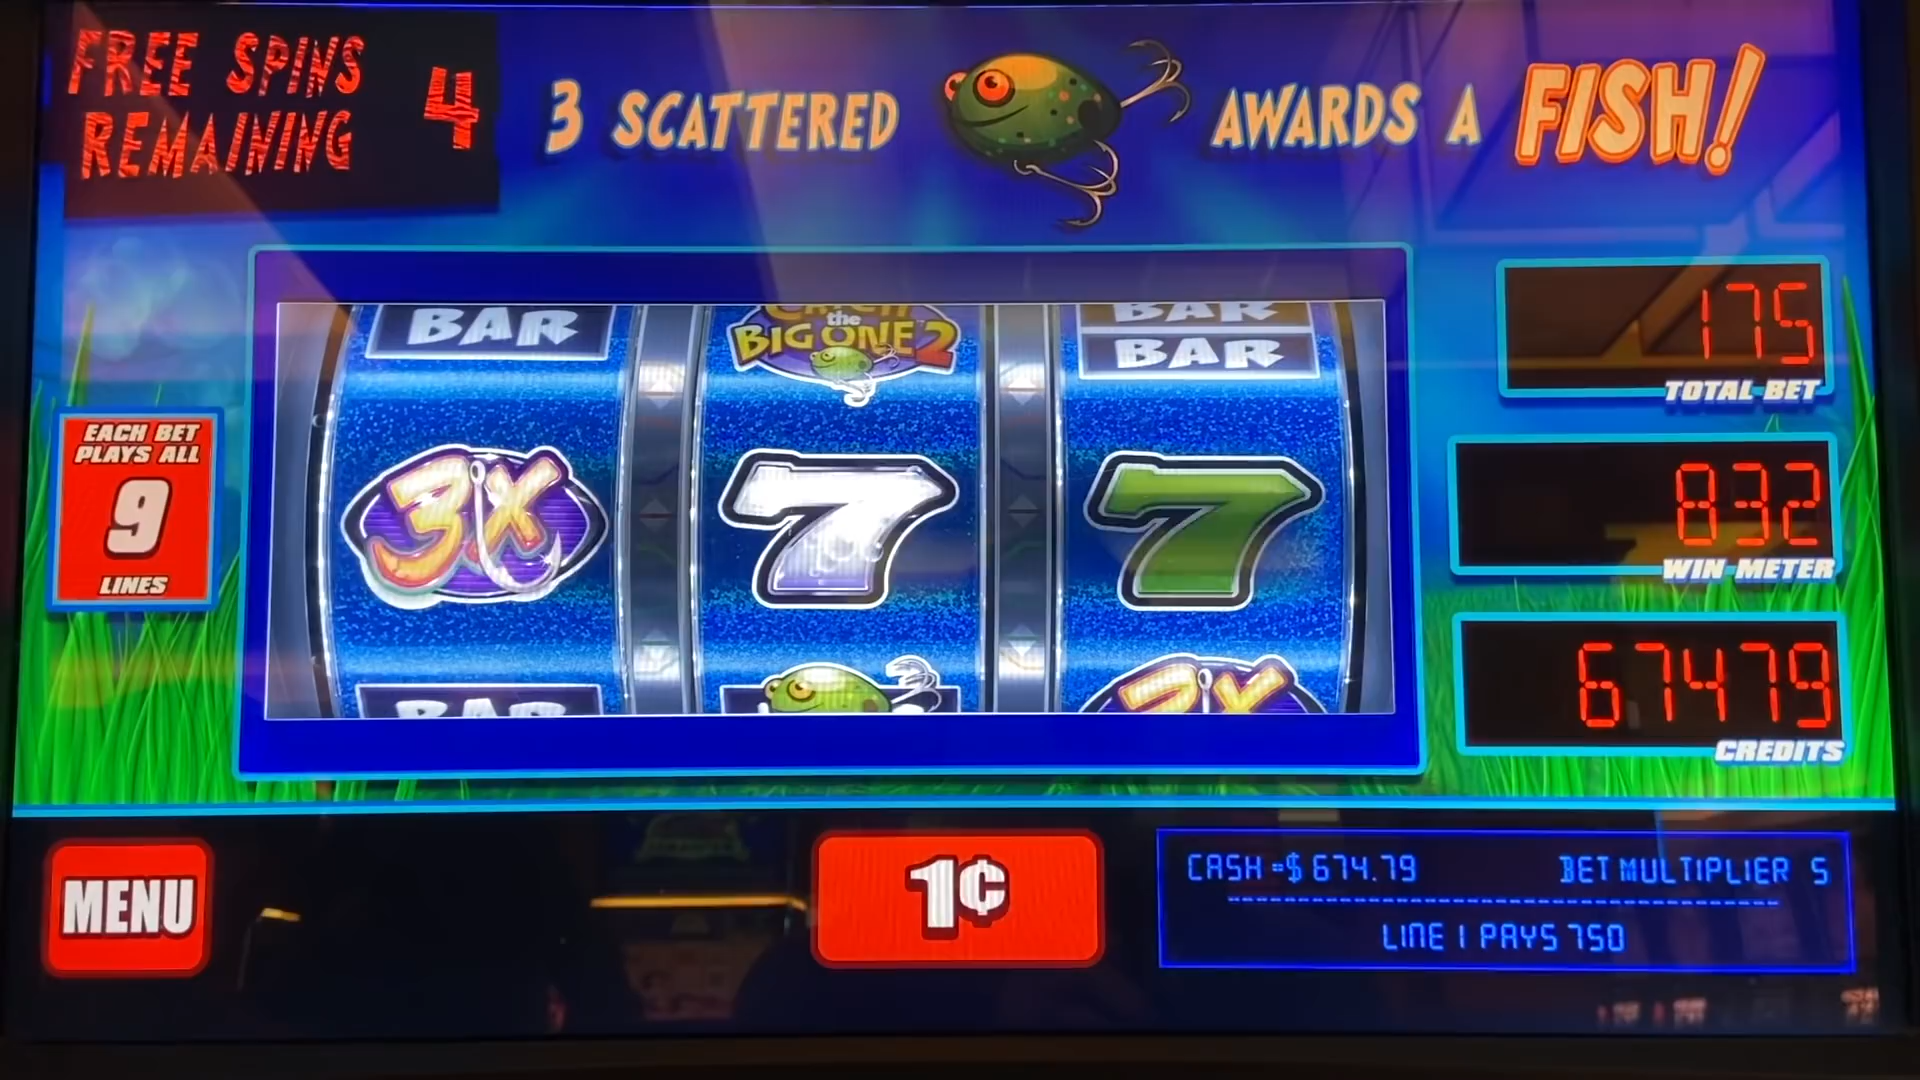 FREE SPINS
REMAINING 4
3 SCATTERED AWARDS A FISH!
175
TOTAL BET
BAR
the
BIG ONE 2
BAR
BAR
EACH BET
PLAYS ALL
9
LINES
3X
7
7
832
WIN METER
BAR
3X
67479
CREDITS
MENU
1¢
CASH =$ 674.79 BET MULTIPLIER 5
LINE 1 PAYS 750